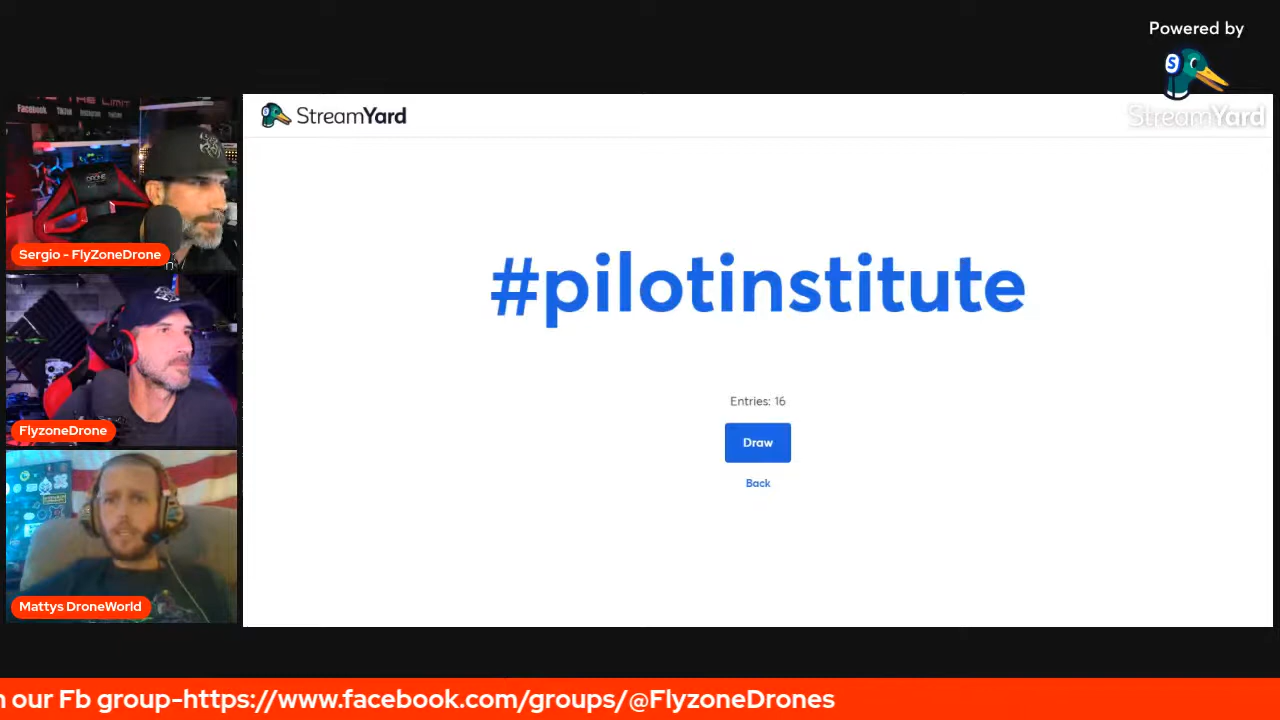 Powered by
StreamYard
StreamYard
#pilotinstitute
Entries: 16
Draw
Back
Facebook
Sergio - FlyZoneDrone
FlyzoneDrone
Mattys DroneWorld
our Fb group-https://www.facebook.com/groups/@FlyzoneDrones